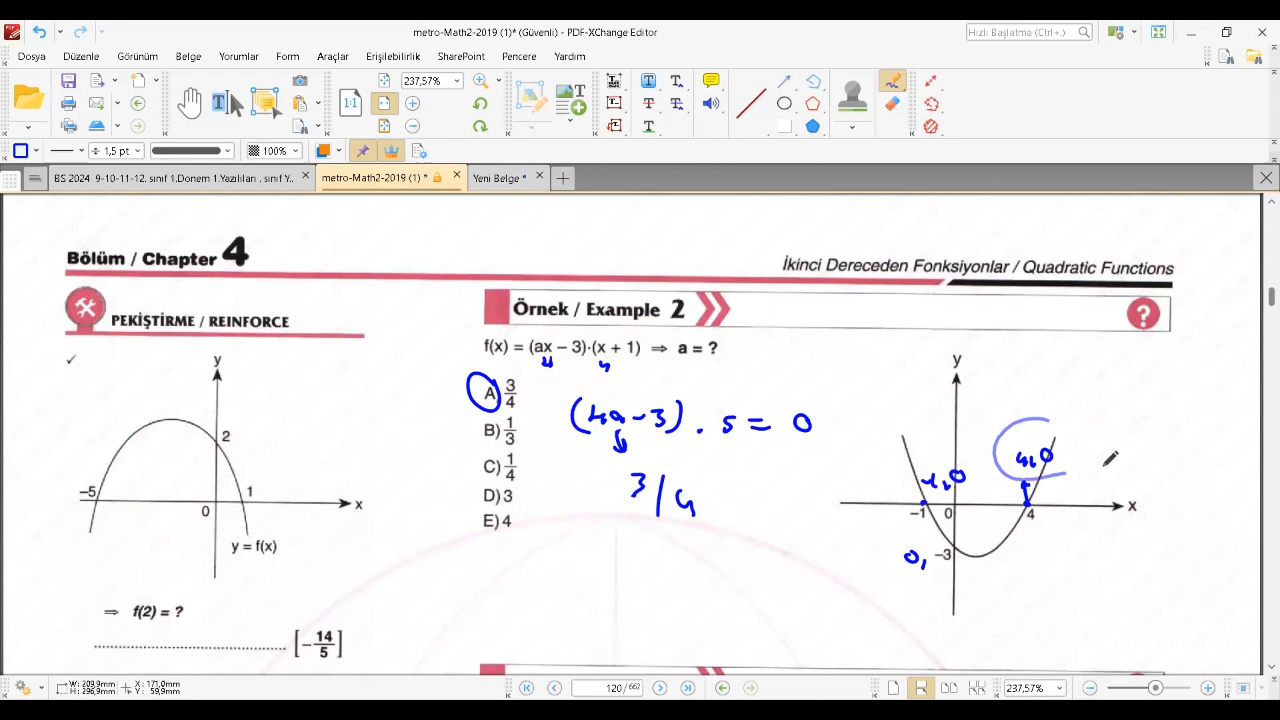 metro-Math2-2019 (1)* (Güvenli) - PDF-XChange Editor
Hızlı Başlatma (Ctrl+.)
Dosya Düzenle Görünüm Belge Yorumlar Form Araçlar Erişilebilirlik SharePoint Pencere Yardım
237,57%
1:1
1,5 pt
100%
BS 2024 9-10-11-12. sınıf 1.Donem 1.Yazılıları . sınıf Y..
metro-Math2-2019 (1) *
Yeni Belge *
Bölüm / Chapter 4
İkinci Dereceden Fonksiyonlar / Quadratic Functions
PEKİŞTİRME / REINFORCE
y
2
-5
1
0
x
y = f(x)
⇒ f(2) = ?
[-14/5]
Örnek / Example 2
?
f(x) = (ax – 3)·(x + 1) ⇒ a = ?
4 4
A) 3/4
B) 1/3
C) 1/4
D) 3
E) 4
(4a - 3) . 5 = 0
3/4
y
4,0
-1,0
x
-1
0
4
0,
-3
W: 209,9mm
H: 296,9mm
X: 171,0mm
Y: 59,9mm
120/662
237,57%